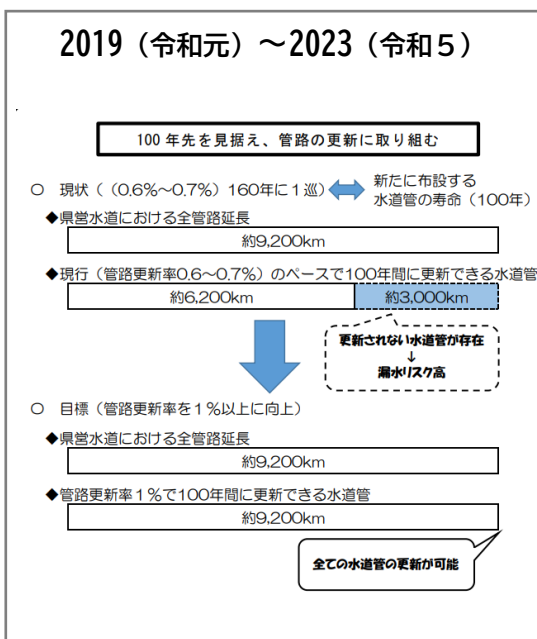 2019（令和元）～2023（令和５）
100年先を見据え、管路の更新に取り組む
○　現状（（0.6%～0.7%）160年に１巡）
新たに布設する
水道管の寿命（100年）
◆県営水道における全管路延長
約9,200km
◆現行（管路更新率0.6～0.7%）のペースで100年間に更新できる水道管
約6,200km
約3,000km
更新されない水道管が存在
↓
漏水リスク高
○　目標（管路更新率を１%以上に向上）
◆県営水道における全管路延長
約9,200km
◆管路更新率１%で100年間に更新できる水道管
約9,200km
全ての水道管の更新が可能